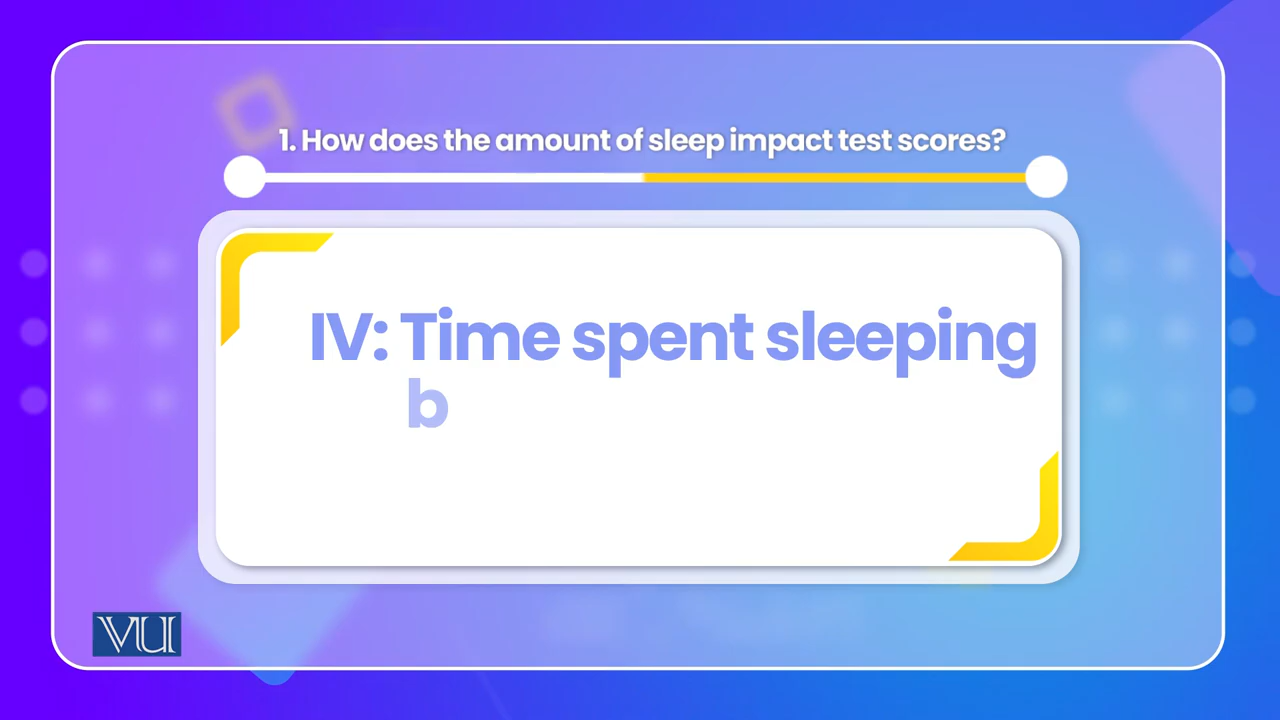 1. How does the amount of sleep impact test scores?
IV: Time spent sleeping
b
VU